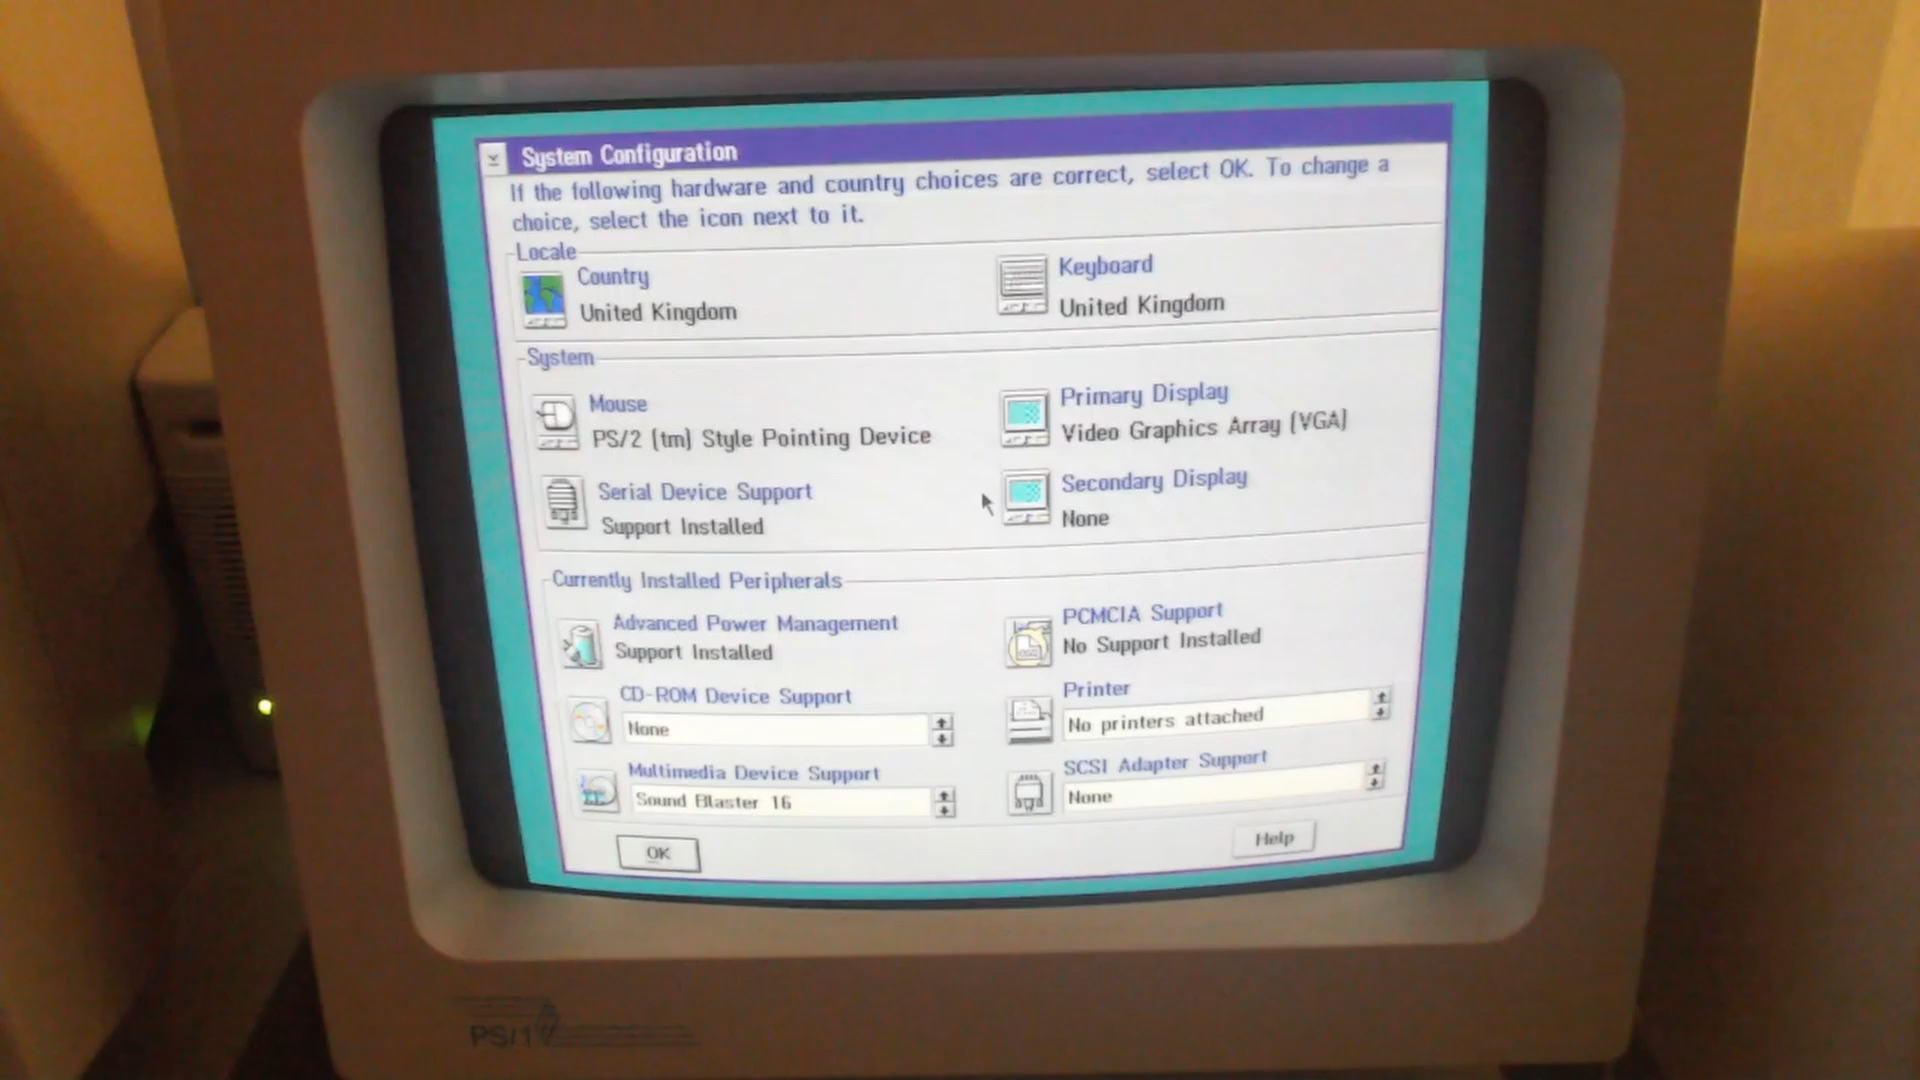 System Configuration
If the following hardware and country choices are correct, select OK. To change a
choice, select the icon next to it.
Locale
Country
United Kingdom
Keyboard
United Kingdom
System
Mouse
PS/2 (tm) Style Pointing Device
Primary Display
Video Graphics Array (VGA)
Serial Device Support
Support Installed
Secondary Display
None
Currently Installed Peripherals
Advanced Power Management
Support Installed
PCMCIA Support
No Support Installed
CD-ROM Device Support
None
Printer
No printers attached
Multimedia Device Support
Sound Blaster 16
SCSI Adapter Support
None
OK
Help
PS/1